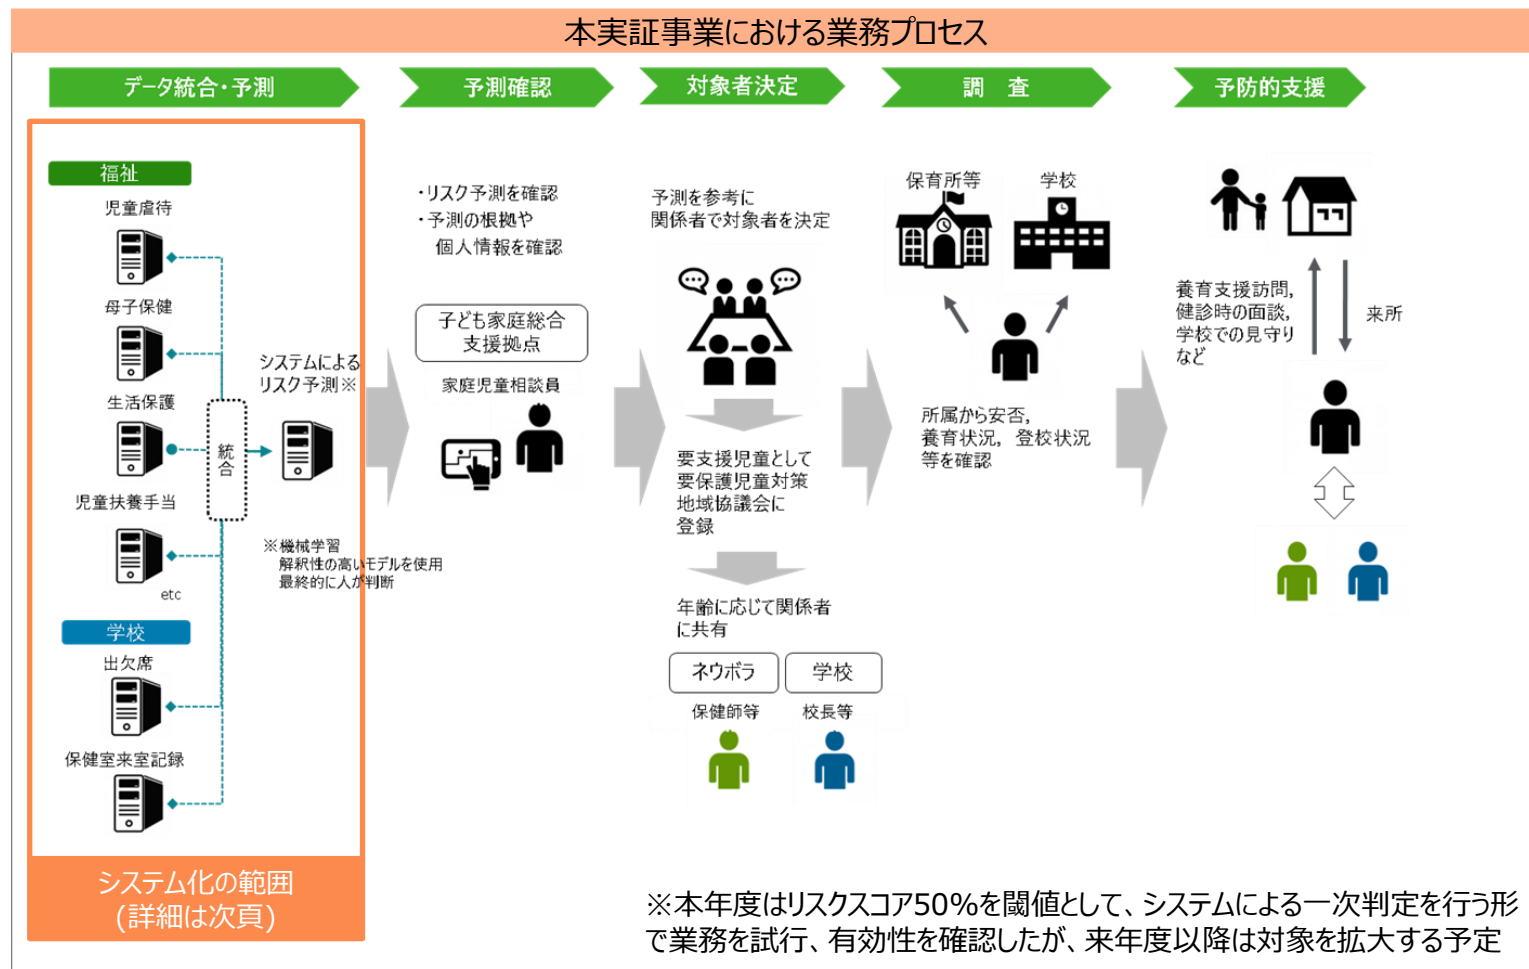 本実証事業における業務プロセス
データ統合・予測
予測確認
対象者決定
調 査
予防的支援
福祉
児童虐待
母子保健
生活保護
児童扶養手当
etc
学校
出欠席
保健室来室記録
統合
システムによる
リスク予測※
※機械学習
解釈性の高いモデルを使用
最終的に人が判断
システム化の範囲
(詳細は次頁)
・リスク予測を確認
・予測の根拠や
個人情報を確認
子ども家庭総合
支援拠点
家庭児童相談員
予測を参考に
関係者で対象者を決定
要支援児童として
要保護児童対策
地域協議会に
登録
年齢に応じて関係者
に共有
ネウボラ
学校
保健師等
校長等
保育所等
学校
所属から安否,
養育状況, 登校状況
等を確認
養育支援訪問,
健診時の面談,
学校での見守り
など
来所
※本年度はリスクスコア50%を閾値として、システムによる一次判定を行う形
で業務を試行、有効性を確認したが、来年度以降は対象を拡大する予定